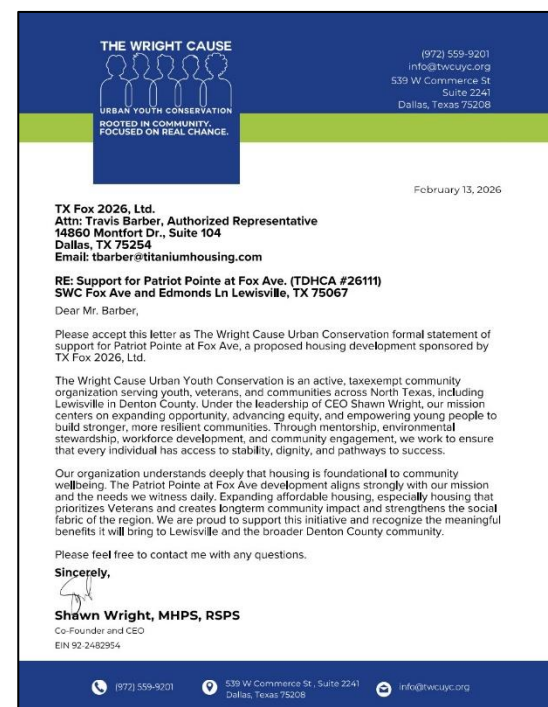 THE WRIGHT CAUSE
URBAN YOUTH CONSERVATION
ROOTED IN COMMUNITY.
FOCUSED ON REAL CHANGE.
(972) 559-9201
info@twcuyc.org
539 W Commerce St
Suite 2241
Dallas, Texas 75208
February 13, 2026
TX Fox 2026, Ltd.
Attn: Travis Barber, Authorized Representative
14860 Montfort Dr., Suite 104
Dallas, TX 75254
Email: tbarber@titaniumhousing.com
RE: Support for Patriot Pointe at Fox Ave. (TDHCA #26111)
SWC Fox Ave and Edmonds Ln Lewisville, TX 75067
Dear Mr. Barber,
Please accept this letter as The Wright Cause Urban Conservation formal statement of
support for Patriot Pointe at Fox Ave, a proposed housing development sponsored by
TX Fox 2026, Ltd.
The Wright Cause Urban Youth Conservation is an active, taxexempt community
organization serving youth, veterans, and communities across North Texas, including
Lewisville in Denton County. Under the leadership of CEO Shawn Wright, our mission
centers on expanding opportunity, advancing equity, and empowering young people to
build stronger, more resilient communities. Through mentorship, environmental
stewardship, workforce development, and community engagement, we work to ensure
that every individual has access to stability, dignity, and pathways to success.
Our organization understands deeply that housing is foundational to community
wellbeing. The Patriot Pointe at Fox Ave development aligns strongly with our mission
and the needs we witness daily. Expanding affordable housing, especially housing that
prioritizes Veterans and creates longterm community impact and strengthens the social
fabric of the region. We are proud to support this initiative and recognize the meaningful
benefits it will bring to Lewisville and the broader Denton County community.
Please feel free to contact me with any questions.
Sincerely,
Shawn Wright, MHPS, RSPS
Co-Founder and CEO
EIN 92-2482954
(972) 559-9201
539 W Commerce St , Suite 2241
Dallas, Texas 75208
info@twcuyc.org